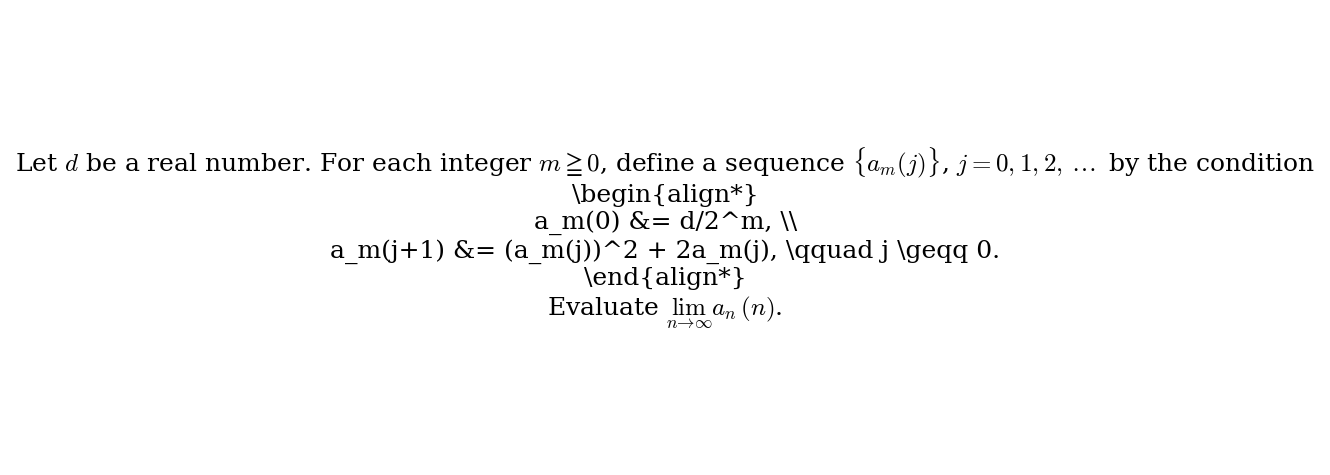 Let $d$ be a real number. For each integer $m \geqq 0$, define a sequence $\{a_m(j)\}$, $j = 0, 1, 2, \cdots$ by the condition
\begin{align*}
a_m(0) &= d/2^m, \\
a_m(j+1) &= (a_m(j))^2 + 2a_m(j), \qquad j \geqq 0.
\end{align*}
Evaluate $\lim_{n \to \infty} a_n(n)$.